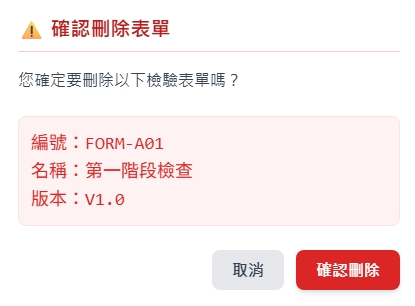 確認刪除表單
您確定要刪除以下檢驗表單嗎？
編號：FORM-A01
名稱：第一階段檢查
版本：V1.0
取消
確認刪除